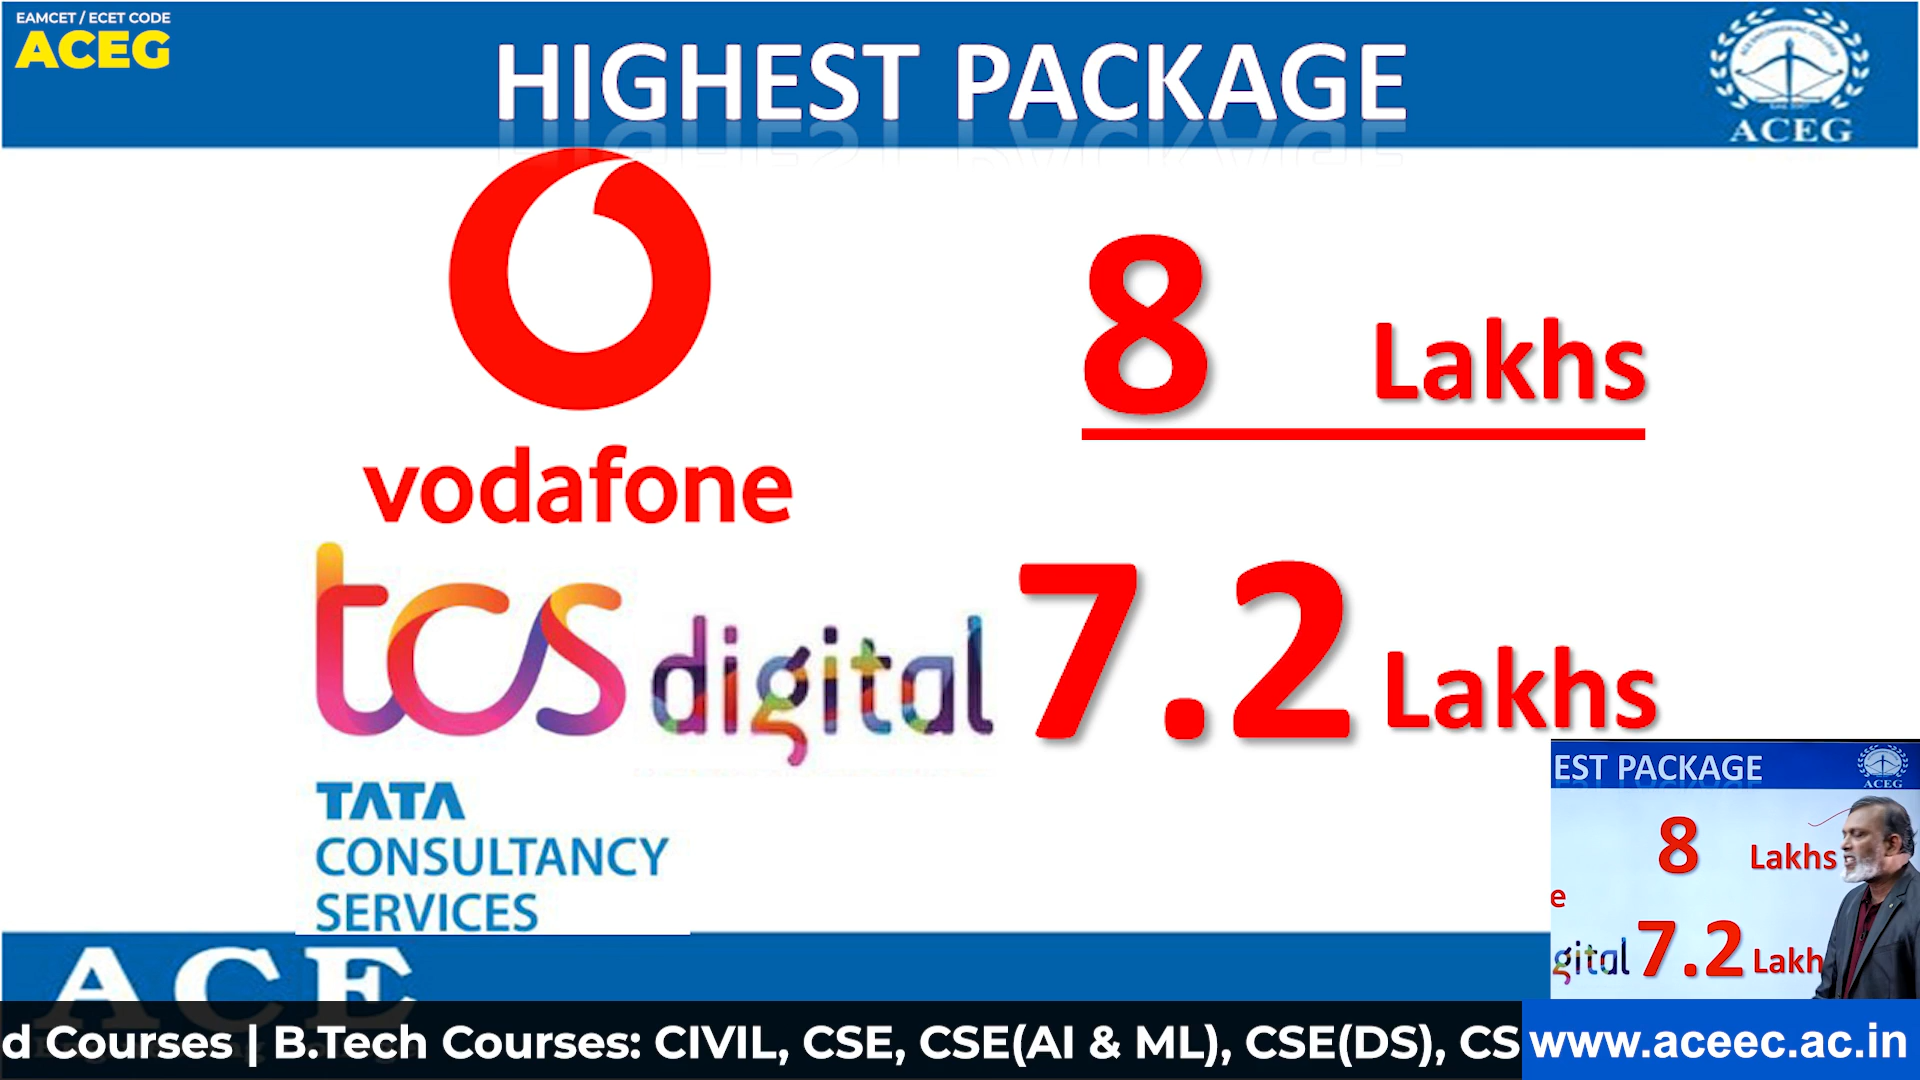 EAMCET / ECET CODE
ACEG
HIGHEST PACKAGE
ACEG
vodafone
8 Lakhs
tcs digital
7.2 Lakhs
TATA
CONSULTANCY
SERVICES
EST PACKAGE
ACEG
8 Lakhs
e
gital 7.2 Lakh
ACE
d Courses | B.Tech Courses: CIVIL, CSE, CSE(AI & ML), CSE(DS), CS
www.aceec.ac.in